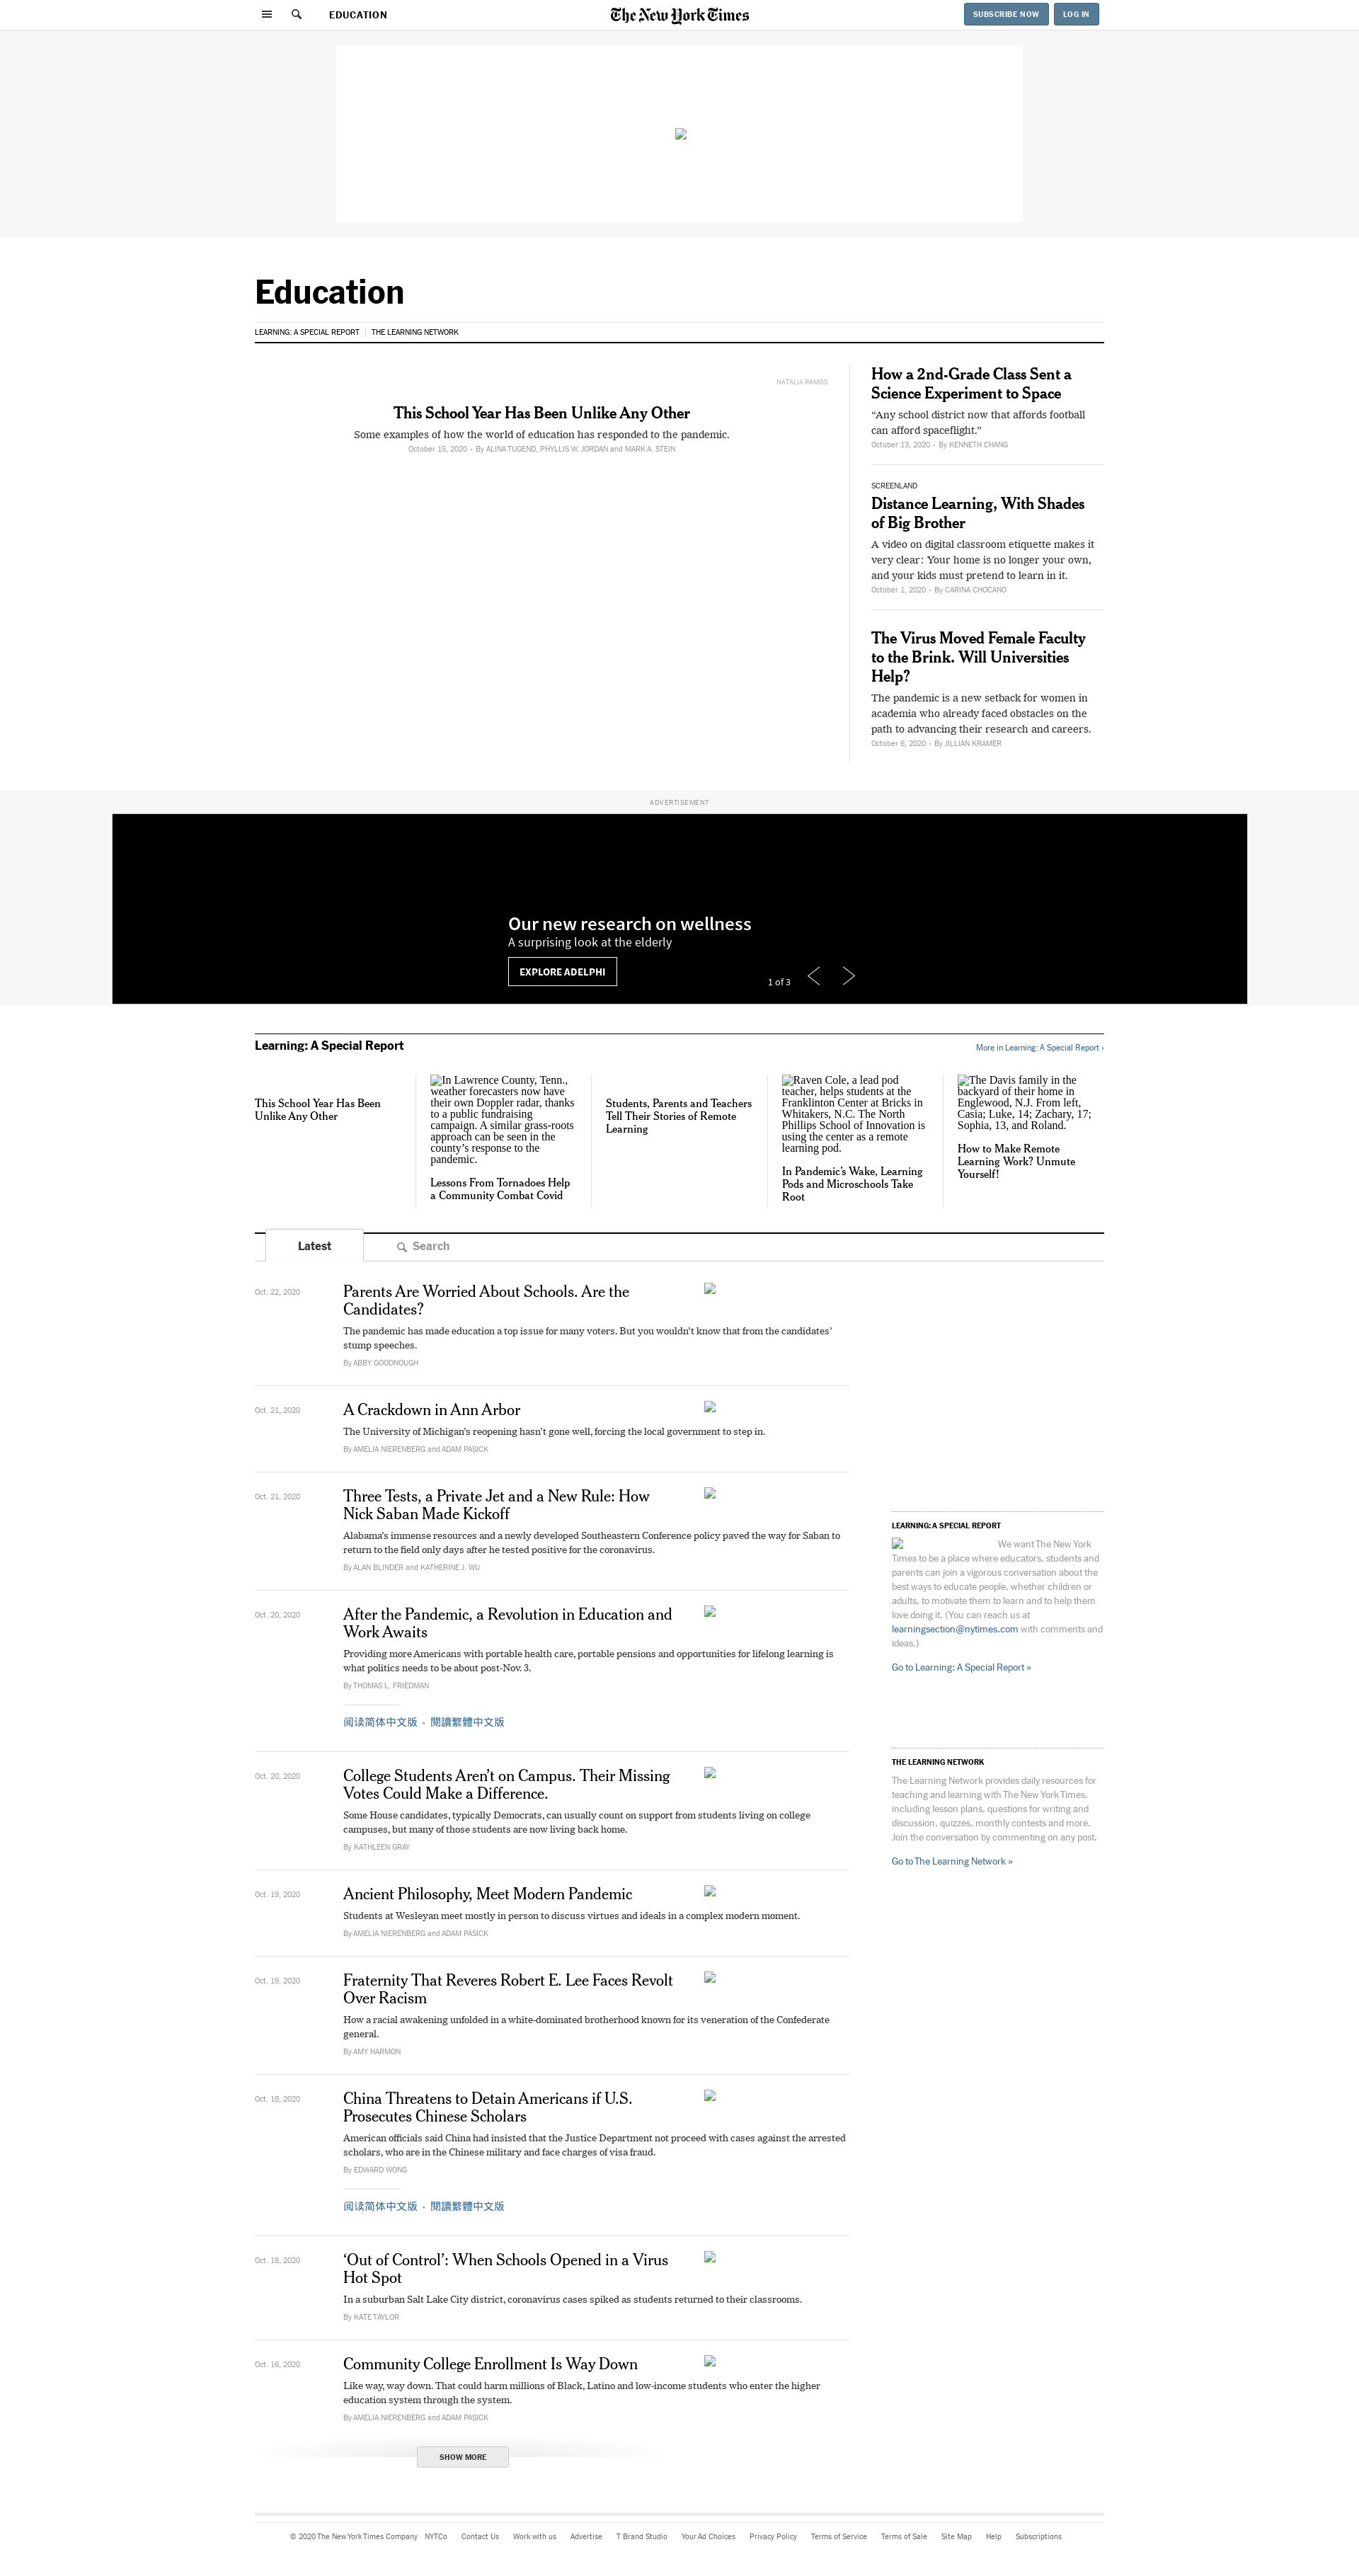 EDUCATION
The New York Times
SUBSCRIBE NOW
LOG IN
Education
LEARNING: A SPECIAL REPORT
THE LEARNING NETWORK
NATALIA RAMOS
This School Year Has Been Unlike Any Other
Some examples of how the world of education has responded to the pandemic.
October 15, 2020 • By ALINA TUGEND, PHYLLIS W. JORDAN and MARK A. STEIN
How a 2nd-Grade Class Sent a
Science Experiment to Space
“Any school district now that affords football
can afford spaceflight.”
October 13, 2020 • By KENNETH CHANG
SCREENLAND
Distance Learning, With Shades
of Big Brother
A video on digital classroom etiquette makes it
very clear: Your home is no longer your own,
and your kids must pretend to learn in it.
October 1, 2020 • By CARINA CHOCANO
The Virus Moved Female Faculty
to the Brink. Will Universities
Help?
The pandemic is a new setback for women in
academia who already faced obstacles on the
path to advancing their research and careers.
October 6, 2020 • By JILLIAN KRAMER
ADVERTISEMENT
Our new research on wellness
A surprising look at the elderly
EXPLORE ADELPHI
1 of 3
Learning: A Special Report
More in Learning: A Special Report ›
This School Year Has Been
Unlike Any Other
In Lawrence County, Tenn.,
weather forecasters now have
their own Doppler radar, thanks
to a public fundraising
campaign. A similar grass-roots
approach can be seen in the
county’s response to the
pandemic.
Lessons From Tornadoes Help
a Community Combat Covid
Students, Parents and Teachers
Tell Their Stories of Remote
Learning
Raven Cole, a lead pod
teacher, helps students at the
Franklinton Center at Bricks in
Whitakers, N.C. The North
Phillips School of Innovation is
using the center as a remote
learning pod.
In Pandemic’s Wake, Learning
Pods and Microschools Take
Root
The Davis family in the
backyard of their home in
Englewood, N.J. From left,
Casia; Luke, 14; Zachary, 17;
Sophia, 13, and Roland.
How to Make Remote
Learning Work? Unmute
Yourself!
Latest
Search
Oct. 22, 2020
Parents Are Worried About Schools. Are the
Candidates?
The pandemic has made education a top issue for many voters. But you wouldn’t know that from the candidates’
stump speeches.
By ABBY GOODNOUGH
Oct. 21, 2020
A Crackdown in Ann Arbor
The University of Michigan’s reopening hasn’t gone well, forcing the local government to step in.
By AMELIA NIERENBERG and ADAM PASICK
Oct. 21, 2020
Three Tests, a Private Jet and a New Rule: How
Nick Saban Made Kickoff
Alabama’s immense resources and a newly developed Southeastern Conference policy paved the way for Saban to
return to the field only days after he tested positive for the coronavirus.
By ALAN BLINDER and KATHERINE J. WU
Oct. 20, 2020
After the Pandemic, a Revolution in Education and
Work Awaits
Providing more Americans with portable health care, portable pensions and opportunities for lifelong learning is
what politics needs to be about post-Nov. 3.
By THOMAS L. FRIEDMAN
阅读简体中文版 • 閱讀繁體中文版
Oct. 20, 2020
College Students Aren’t on Campus. Their Missing
Votes Could Make a Difference.
Some House candidates, typically Democrats, can usually count on support from students living on college
campuses, but many of those students are now living back home.
By KATHLEEN GRAY
Oct. 19, 2020
Ancient Philosophy, Meet Modern Pandemic
Students at Wesleyan meet mostly in person to discuss virtues and ideals in a complex modern moment.
By AMELIA NIERENBERG and ADAM PASICK
Oct. 19, 2020
Fraternity That Reveres Robert E. Lee Faces Revolt
Over Racism
How a racial awakening unfolded in a white-dominated brotherhood known for its veneration of the Confederate
general.
By AMY HARMON
Oct. 18, 2020
China Threatens to Detain Americans if U.S.
Prosecutes Chinese Scholars
American officials said China had insisted that the Justice Department not proceed with cases against the arrested
scholars, who are in the Chinese military and face charges of visa fraud.
By EDWARD WONG
阅读简体中文版 • 閱讀繁體中文版
Oct. 18, 2020
‘Out of Control’: When Schools Opened in a Virus
Hot Spot
In a suburban Salt Lake City district, coronavirus cases spiked as students returned to their classrooms.
By KATE TAYLOR
Oct. 16, 2020
Community College Enrollment Is Way Down
Like way, way down. That could harm millions of Black, Latino and low-income students who enter the higher
education system through the system.
By AMELIA NIERENBERG and ADAM PASICK
SHOW MORE
LEARNING: A SPECIAL REPORT
We want The New York
Times to be a place where educators, students and
parents can join a vigorous conversation about the
best ways to educate people, whether children or
adults, to motivate them to learn and to help them
love doing it. (You can reach us at
learningsection@nytimes.com with comments and
ideas.)
Go to Learning: A Special Report »
THE LEARNING NETWORK
The Learning Network provides daily resources for
teaching and learning with The New York Times,
including lesson plans, questions for writing and
discussion, quizzes, monthly contests and more.
Join the conversation by commenting on any post.
Go to The Learning Network »
© 2020 The New York Times Company NYTCo Contact Us Work with us Advertise T Brand Studio Your Ad Choices Privacy Policy Terms of Service Terms of Sale Site Map Help Subscriptions